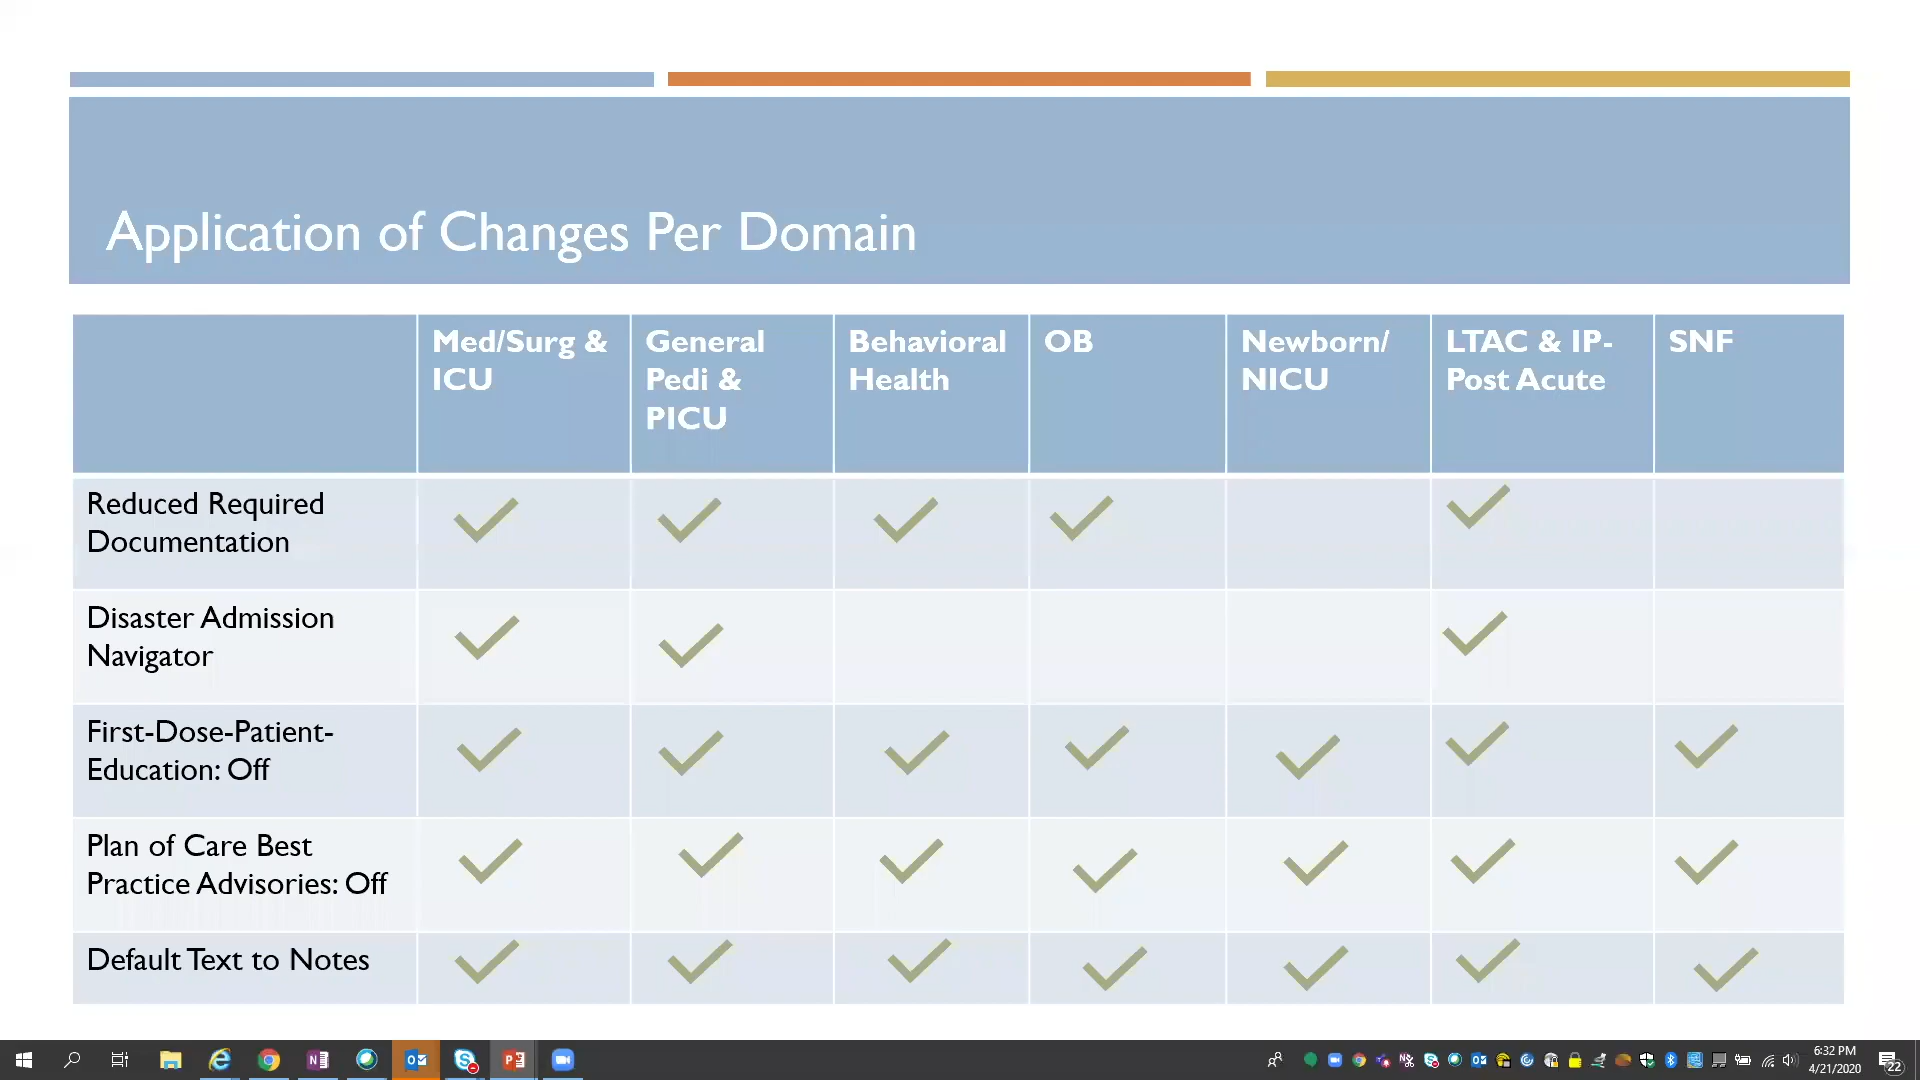 Application of Changes Per Domain
Med/Surg &
ICU
General
Pedi &
PICU
Behavioral
Health
OB
Newborn/
NICU
LTAC & IP-
Post Acute
SNF
Reduced Required
Documentation
Disaster Admission
Navigator
First-Dose-Patient-
Education: Off
Plan of Care Best
Practice Advisories: Off
Default Text to Notes
6:32 PM
4/21/2020
22